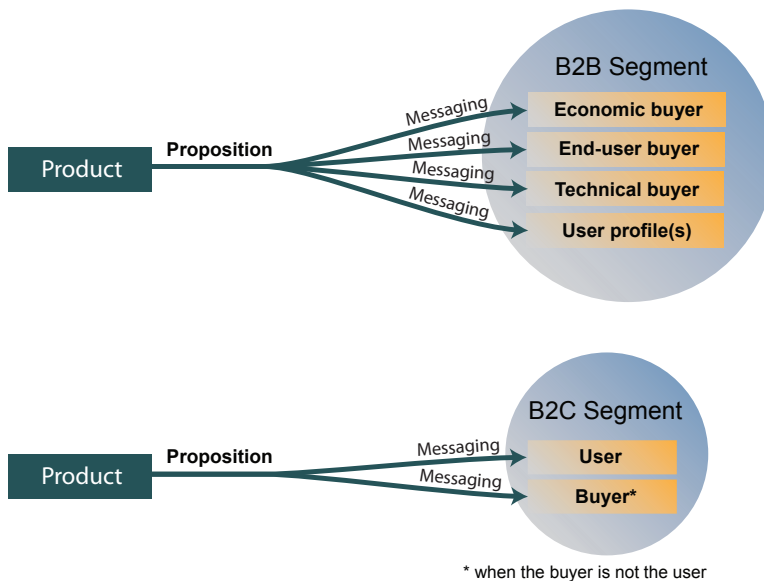 B2B Segment
Messaging
Economic buyer
Proposition
Messaging
End-user buyer
Product
Messaging
Technical buyer
Messaging
User profile(s)
B2C Segment
Proposition
Messaging
User
Product
Messaging
Buyer*
* when the buyer is not the user